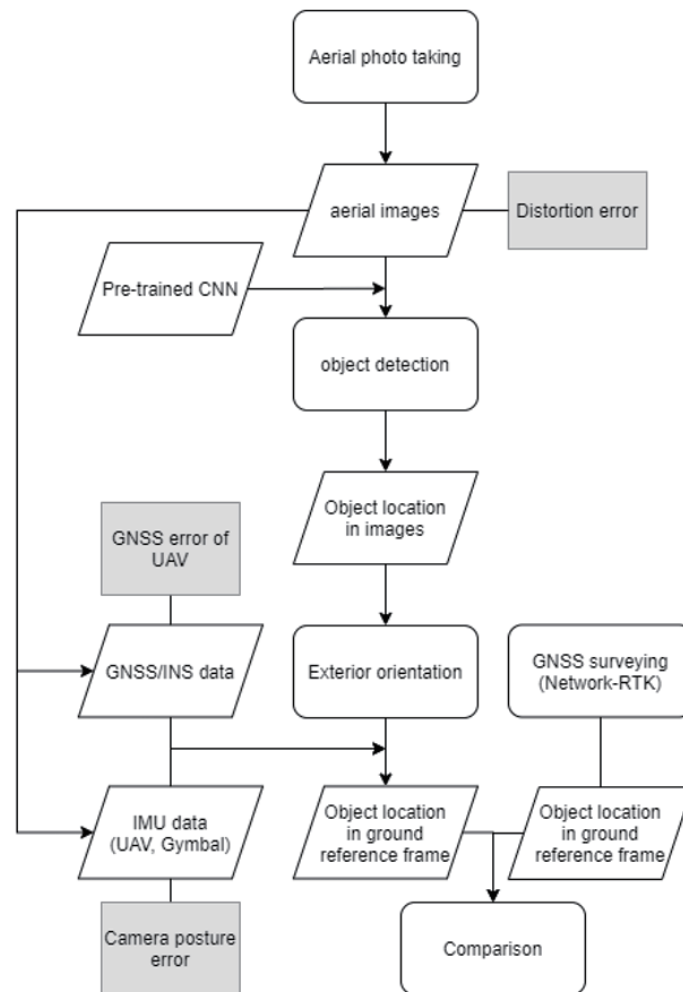 Aerial photo taking
aerial images
Distortion error
Pre-trained CNN
object detection
Object location
in images
GNSS error of
UAV
GNSS/INS data
Exterior orientation
GNSS surveying
(Network-RTK)
IMU data
(UAV, Gymbal)
Object location
in ground
reference frame
Object location
in ground
reference frame
Camera posture
error
Comparison